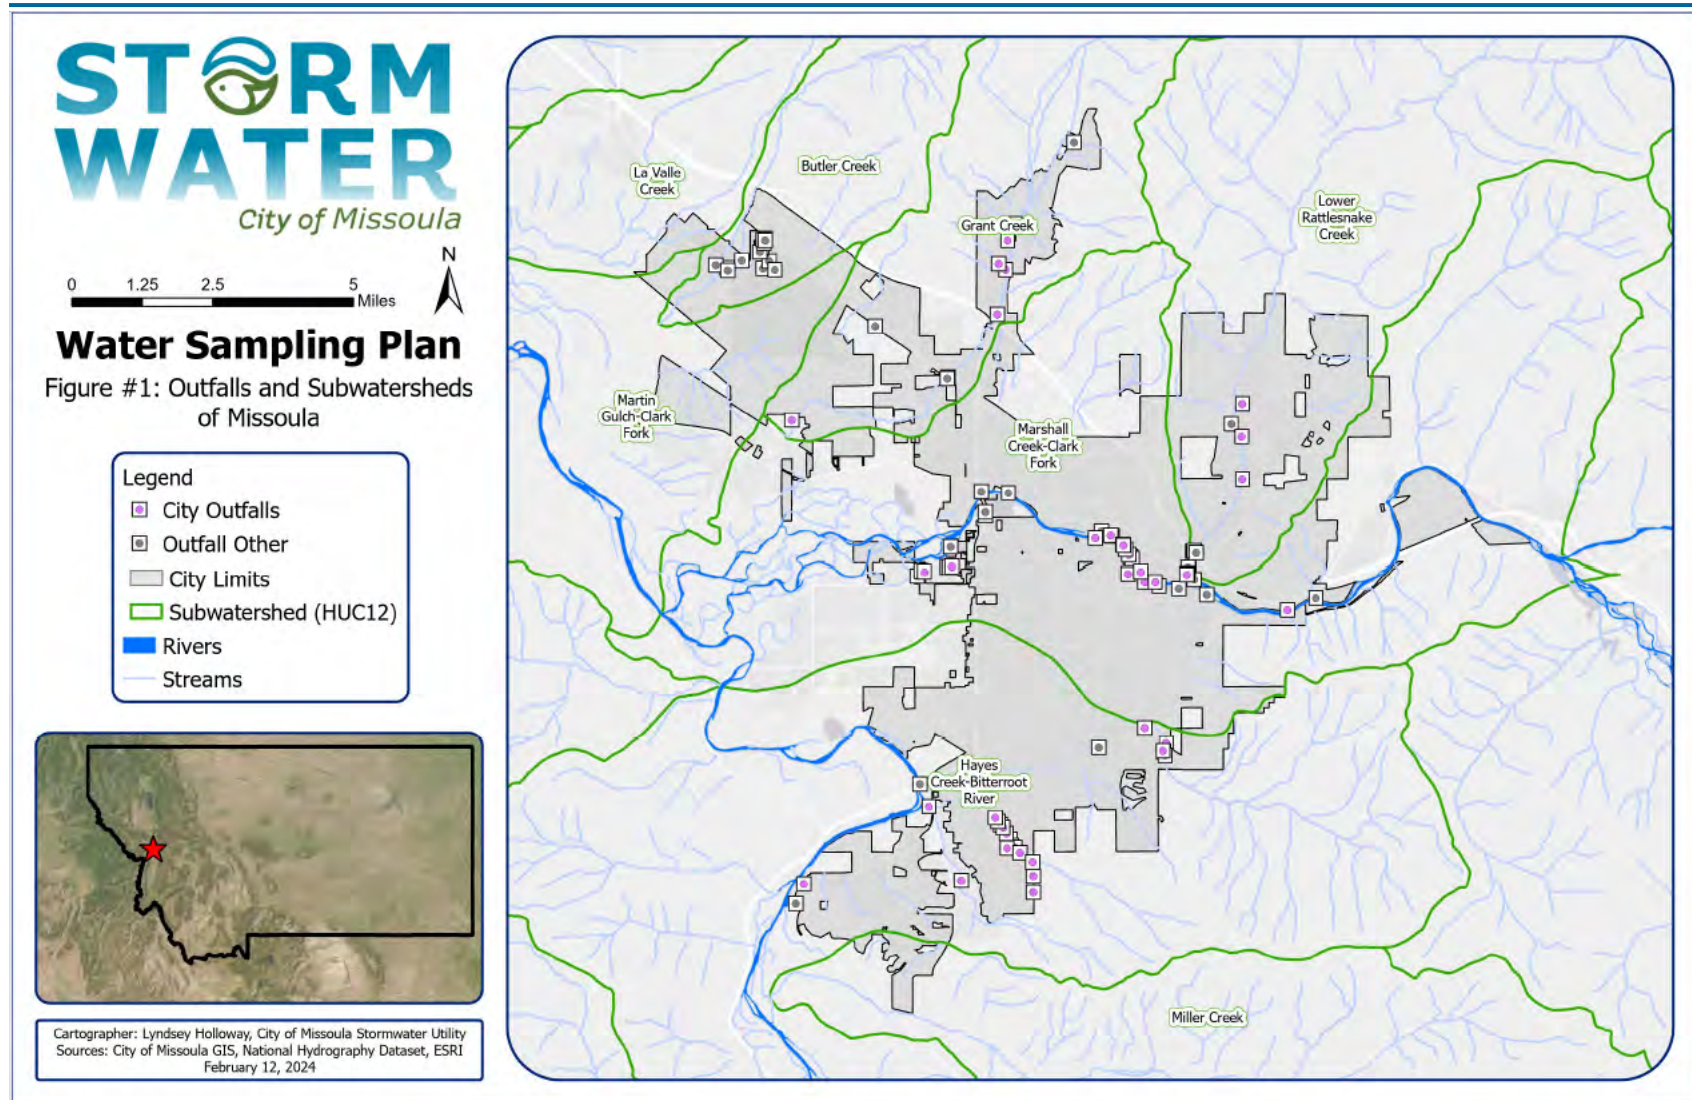 STORM
WATER
City of Missoula
N
0 1.25 2.5 5
Miles
Water Sampling Plan
Figure #1: Outfalls and Subwatersheds
of Missoula
Legend
City Outfalls
Outfall Other
City Limits
Subwatershed (HUC12)
Rivers
Streams
Cartographer: Lyndsey Holloway, City of Missoula Stormwater Utility
Sources: City of Missoula GIS, National Hydrography Dataset, ESRI
February 12, 2024
La Valle
Creek
Butler Creek
Grant Creek
Lower
Rattlesnake
Creek
Martin
Gulch-Clark
Fork
Marshall
Creek-Clark
Fork
Hayes
Creek-Bitterroot
River
Miller Creek